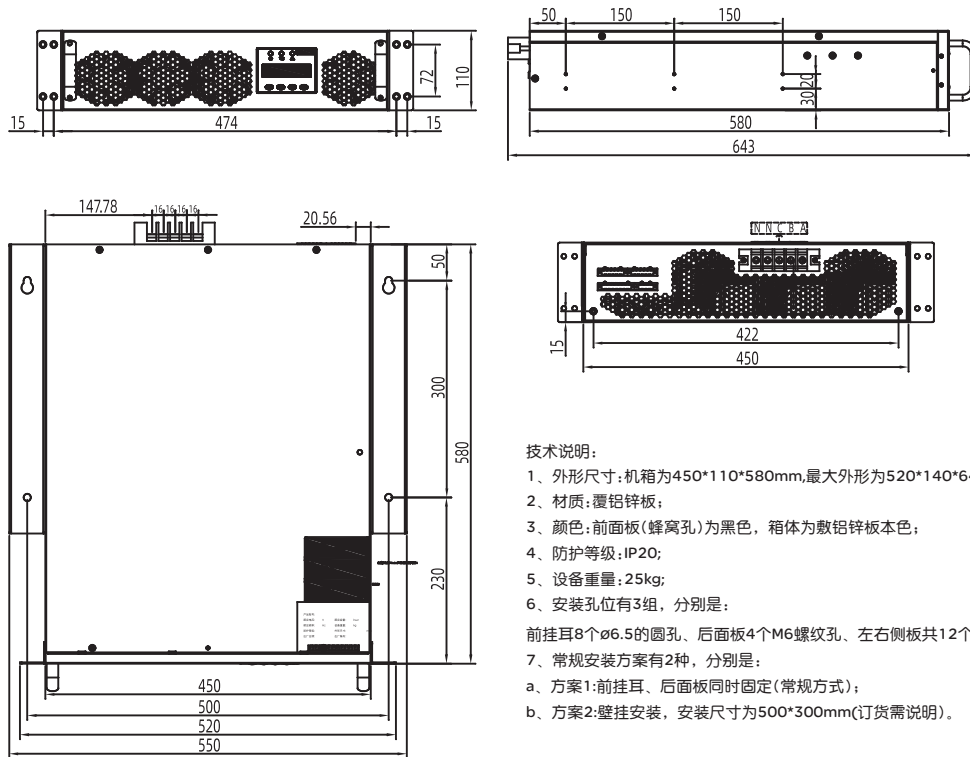 50
150
150
72
110
30
20
15
474
15
580
643
147.78
16
16
16
16
20.56
50
N N C B A
300
580
15
422
450
230
450
500
520
550
技术说明:
1、外形尺寸:机箱为450*110*580mm,最大外形为520*140*64
2、材质:覆铝锌板;
3、颜色:前面板(蜂窝孔)为黑色,箱体为敷铝锌板本色;
4、防护等级:IP20;
5、设备重量:25kg;
6、安装孔位有3组,分别是:
前挂耳8个ø6.5的圆孔、后面板4个M6螺纹孔、左右侧板共12个
7、常规安装方案有2种,分别是:
a、方案1:前挂耳、后面板同时固定(常规方式);
b、方案2:壁挂安装,安装尺寸为500*300mm(订货需说明)。